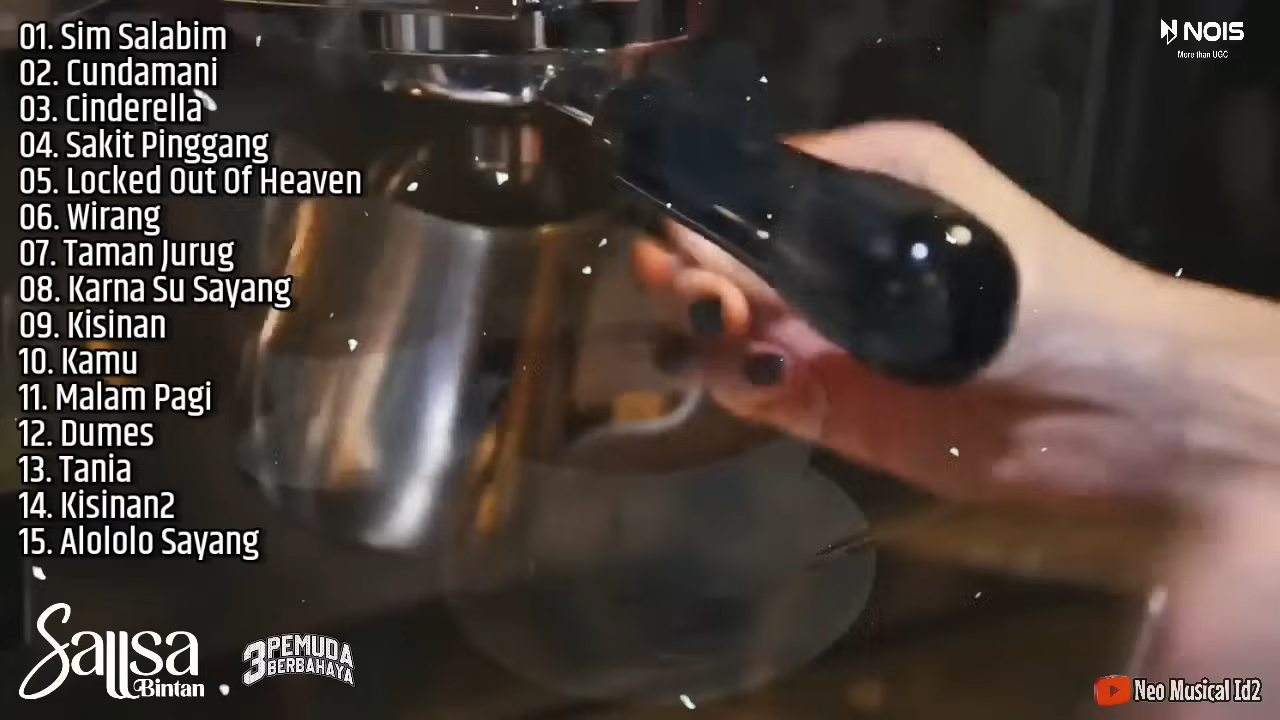 01. Sim Salabim
02. Cundamani
03. Cinderella
04. Sakit Pinggang
05. Locked Out Of Heaven
06. Wirang
07. Taman Jurug
08. Karna Su Sayang
09. Kisinan
10. Kamu
11. Malam Pagi
12. Dumes
13. Tania
14. Kisinan2
15. Alololo Sayang
NOIS
More than UGC
Sallsa
Bintan
3 PEMUDA
BERBAHAYA
Neo Musical Id2